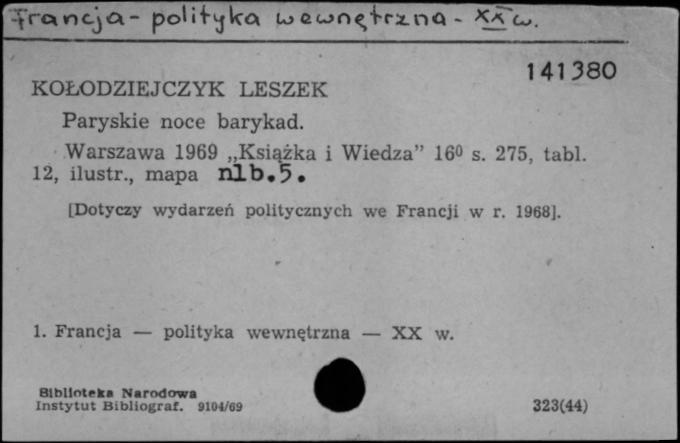 Francja - polityka wewnętrzna - XX w.
141380
KOŁODZIEJCZYK LESZEK
Paryskie noce barykad.
Warszawa 1969 „Książka i Wiedza” 16⁰ s. 275, tabl.
12, ilustr., mapa nlb.5.
[Dotyczy wydarzeń politycznych we Francji w r. 1968].
1. Francja — polityka wewnętrzna — XX w.
Biblioteka Narodowa
Instytut Bibliograf. 9104/69
323(44)